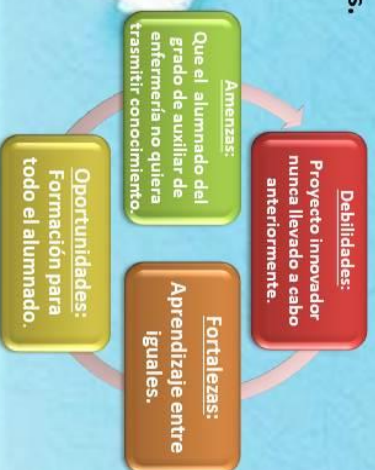 s.
Debilidades:
Proyecto innovador
nunca llevado a cabo
anteriormente.
Fortalezas:
Aprendizaje entre
iguales.
Oportunidades:
Formación para
todo el alumnado.
Amenzas:
Que el alumnado del
grado de auxiliar de
enfermería no quiera
trasmitir conocimiento.